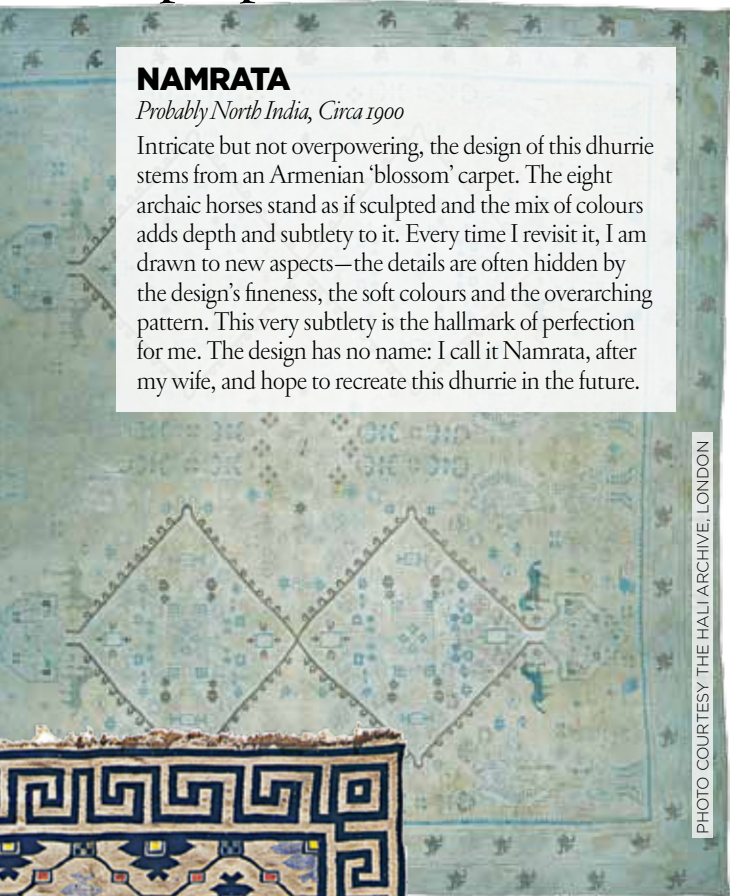 NAMRATA
Probably North India, Circa 1900
Intricate but not overpowering, the design of this dhurrie
stems from an Armenian ‘blossom’ carpet. The eight
archaic horses stand as if sculpted and the mix of colours
adds depth and subtlety to it. Every time I revisit it, I am
drawn to new aspects—the details are often hidden by
the design’s fineness, the soft colours and the overarching
pattern. This very subtlety is the hallmark of perfection
for me. The design has no name: I call it Namrata, after
my wife, and hope to recreate this dhurrie in the future.
PHOTO COURTESY THE HALI ARCHIVE, LONDON